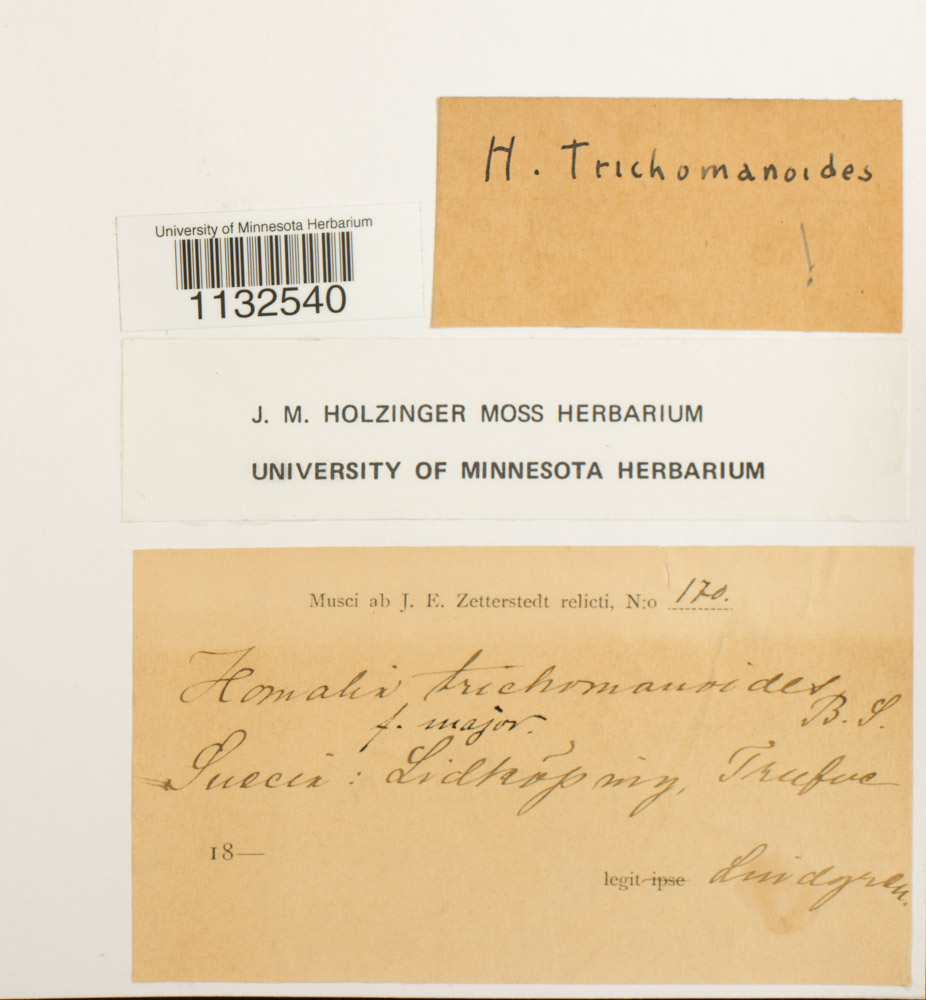 H. Trichomanoides
!
University of Minnesota Herbarium
1132540
J. M. HOLZINGER MOSS HERBARIUM
UNIVERSITY OF MINNESOTA HERBARIUM
Musci ab J. E. Zetterstedt relicti, N:o 170.
Homalia trichomanoides
f. major. B. S.
Suecia: Lidköping,
18—
legit ipse Lindgren.